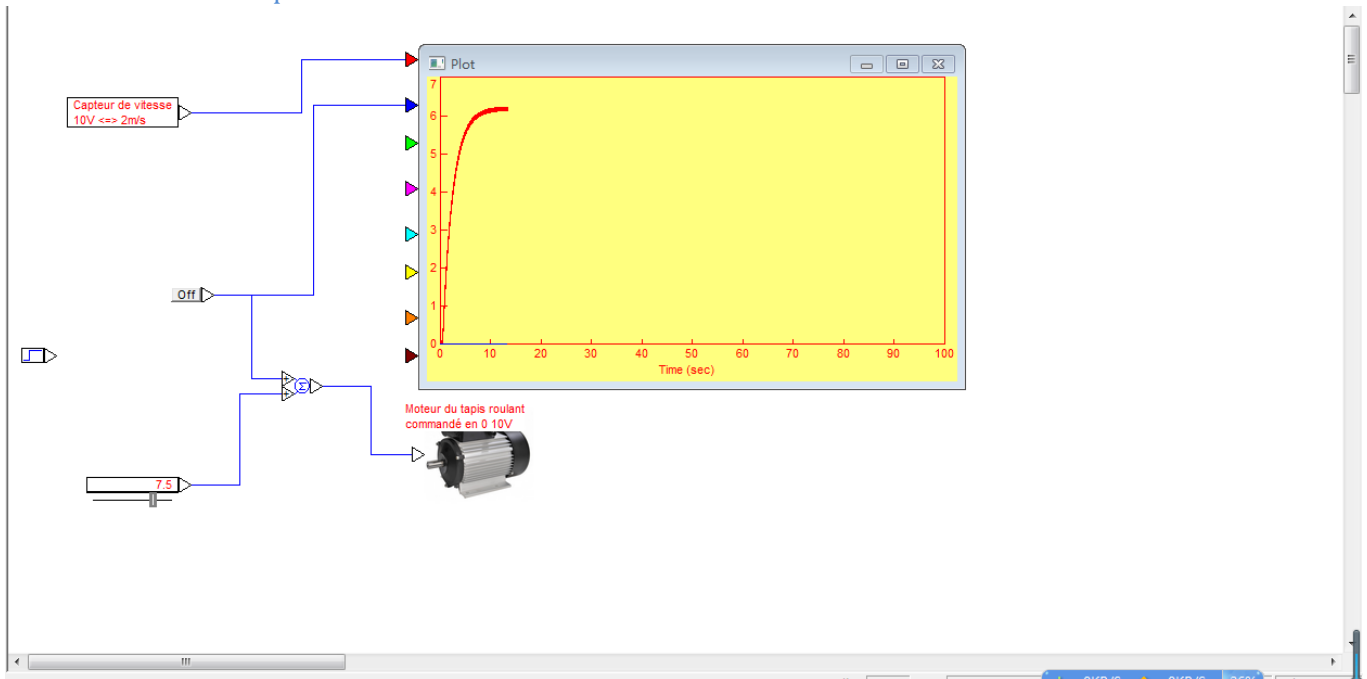 Plot
Capteur de vitesse
10V <=> 2m/s
7
6
5
4
3
2
1
0
0 10 20 30 40 50 60 70 80 90 100
Time (sec)
Off
Moteur du tapis roulant
commandé en 0 10V
7.5